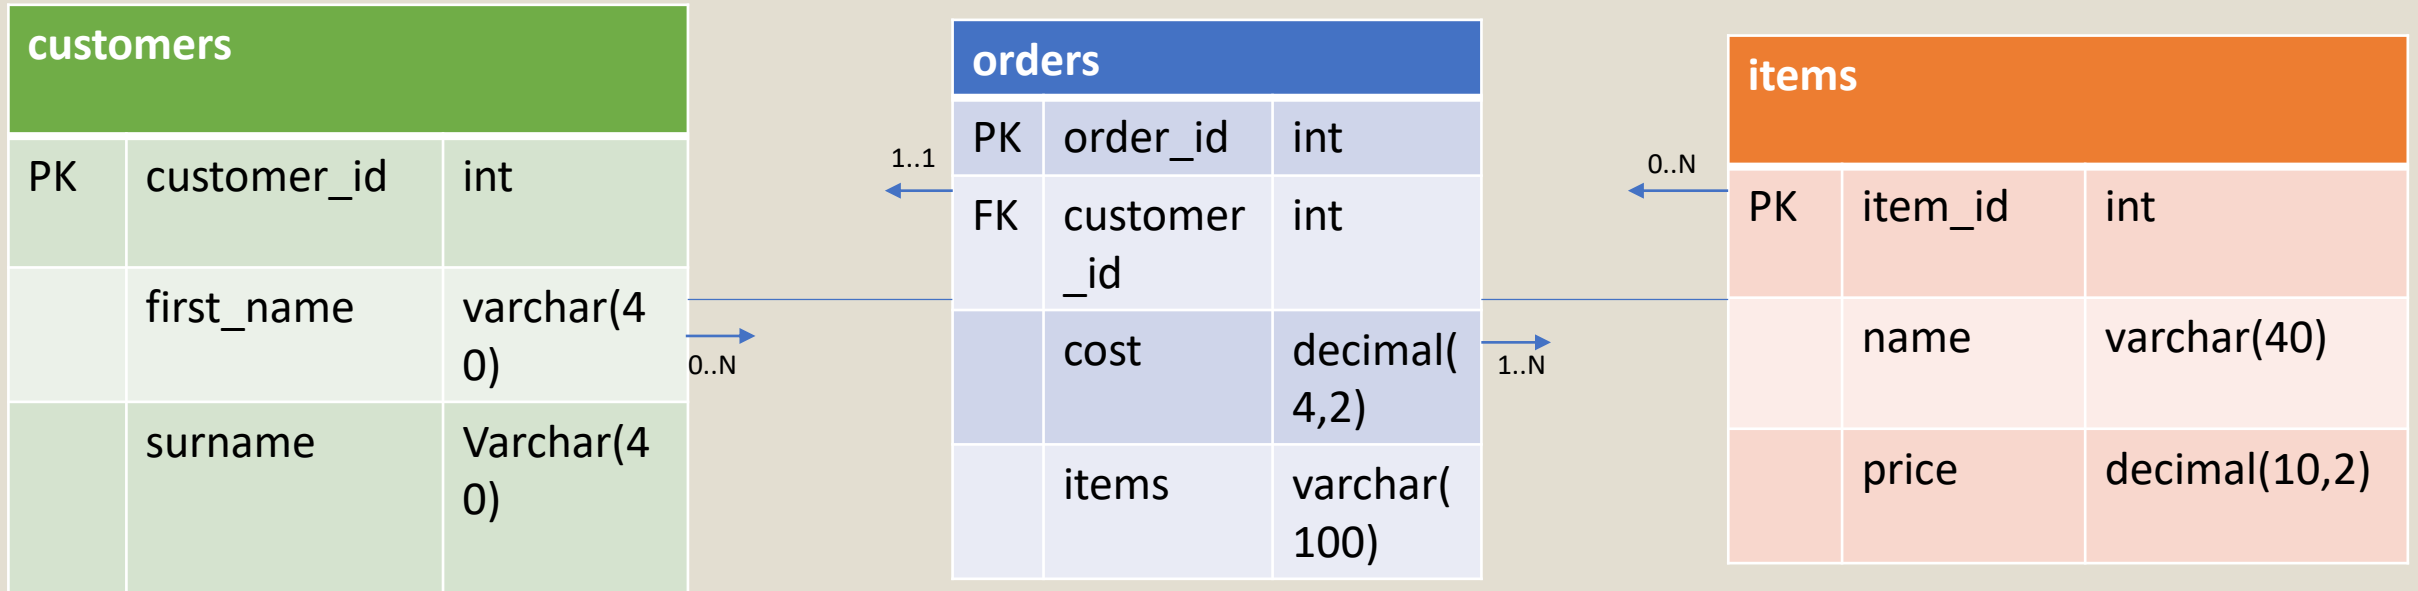 customers
PK customer_id int
first_name varchar(4
0)
surname Varchar(4
0)
0..N
1..1
orders
PK order_id int
FK customer int
_id
cost decimal(
4,2)
items varchar(
100)
1..N
0..N
items
PK item_id int
name varchar(40)
price decimal(10,2)